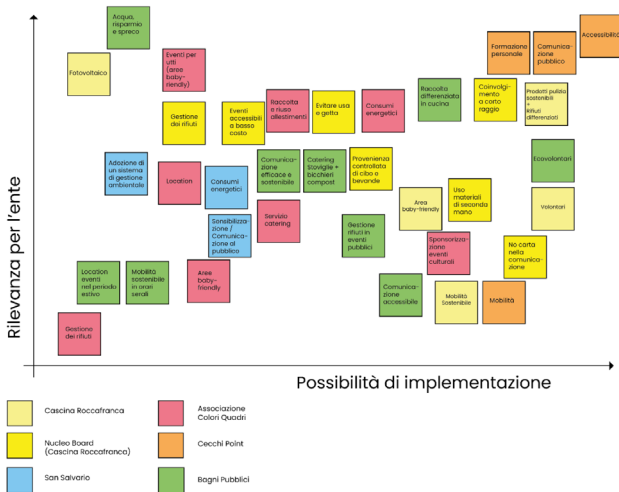 Rilevanza per l'ente
Acqua,
risparmio
e spreco
Fotovoltaico
Eventi per
utti
(aree
baby-
friendly)
Gestione
dei rifiuti
Eventi
accessibili
a basso
costo
Raccolta
e riuso
allestimenti
Evitare usa
e getta
Consumi
energetici
Raccolta
differenziata
in cucina
Coinvolgi-
mento
a corto
raggio
Formazione
personale
Comunica-
zione
pubblico
Accessibilità
Prodotti pulizia
sostenibili
+
Rifiuti
differenziati
Adozione di
un sistema
di gestione
ambientale
Location
Consumi
energetici
Comunica-
zione
efficace e
sostenibile
Catering
Stoviglie +
bicchieri
compost
Provenienza
controllata
di cibo o
bevande
Ecovolontari
Area
baby-friendly
Uso
materiali
di seconda
mano
Volontari
Sensibilizza-
zione /
Comunica-
zione al
pubblico
Servizio
catering
Gestione
rifiuti in
eventi
pubblici
Sponsorizza-
zione
eventi
culturali
No carta
nella
comunica-
zione
Location
eventi
nel periodo
estivo
Mobilità
sostenibile
in orari
serali
Aree
baby-
friendly
Comunica-
zione
accessibile
Mobilità
Sostenibile
Mobilità
Gestione
dei rifiuti
Possibilità di implementazione
Cascina Roccafranca
Nucleo Board
(Cascina Roccafranca)
San Salvario
Associazione
Colori Quadri
Cecchi Point
Bagni Pubblici